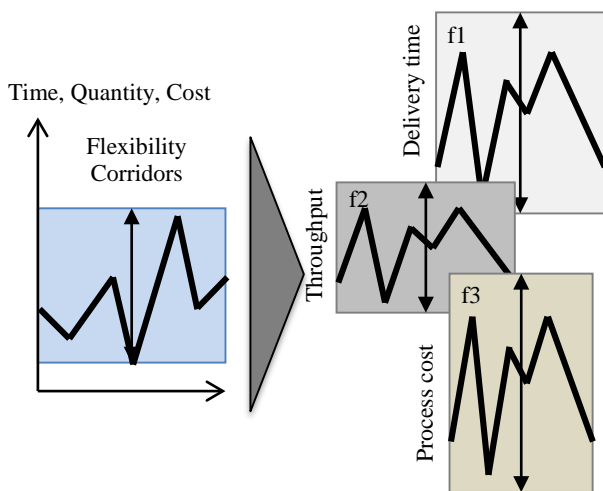 Time, Quantity, Cost
Flexibility
Corridors
f1
Delivery time
f2
Throughput
f3
Process cost